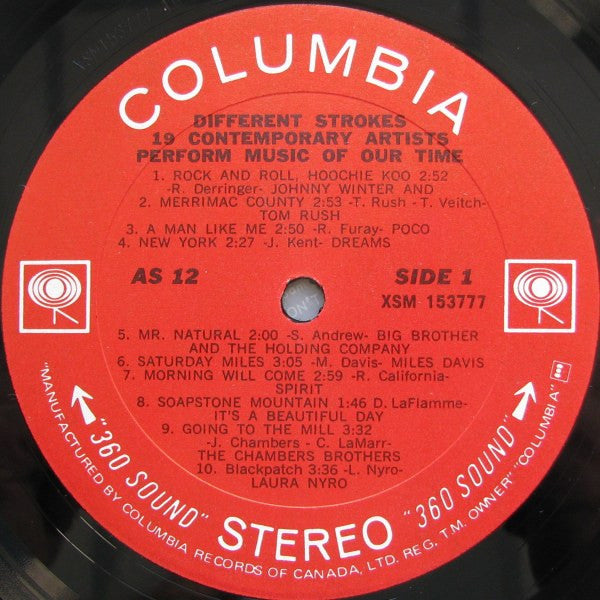 COLUMBIA
DIFFERENT STROKES
19 CONTEMPORARY ARTISTS
PERFORM MUSIC OF OUR TIME
1. ROCK AND ROLL, HOOCHIE KOO 2:52
-R. Derringer- JOHNNY WINTER AND
2. MERRIMAC COUNTY 2:53 -T. Rush - T. Veitch-
TOM RUSH
3. A MAN LIKE ME 2:50 -R. Furay- POCO
4. NEW YORK 2:27 -J. Kent- DREAMS
AS 12
SIDE 1
XSM 153777
5. MR. NATURAL 2:00 -S. Andrew- BIG BROTHER
AND THE HOLDING COMPANY
6. SATURDAY MILES 3:05 -M. Davis- MILES DAVIS
7. MORNING WILL COME 2:59 -R. California-
SPIRIT
8. SOAPSTONE MOUNTAIN 1:46 D. LaFiamme-
IT'S A BEAUTIFUL DAY
9. GOING TO THE MILL 3:32
-J. Chambers - C. LaMarr-
THE CHAMBERS BROTHERS
10. Blackpatch 3:36 -L. Nyro-
LAURA NYRO
"360 SOUND" STEREO "360 SOUND"
"MANUFACTURED BY COLUMBIA RECORDS OF CANADA, LTD. REG. T.M. OWNER" "COLUMBIA"